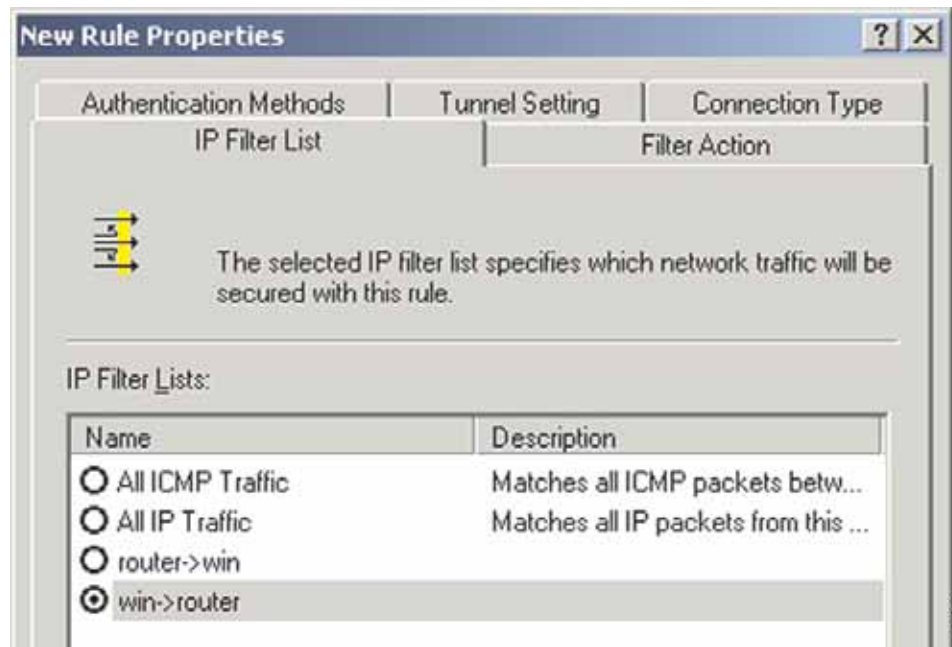 New Rule Properties
Authentication Methods
Tunnel Setting
Connection Type
IP Filter List
Filter Action
The selected IP filter list specifies which network traffic will be
secured with this rule.
IP Filter Lists:
Name Description
All ICMP Traffic Matches all ICMP packets betw...
All IP Traffic Matches all IP packets from this ...
router->win
win->router